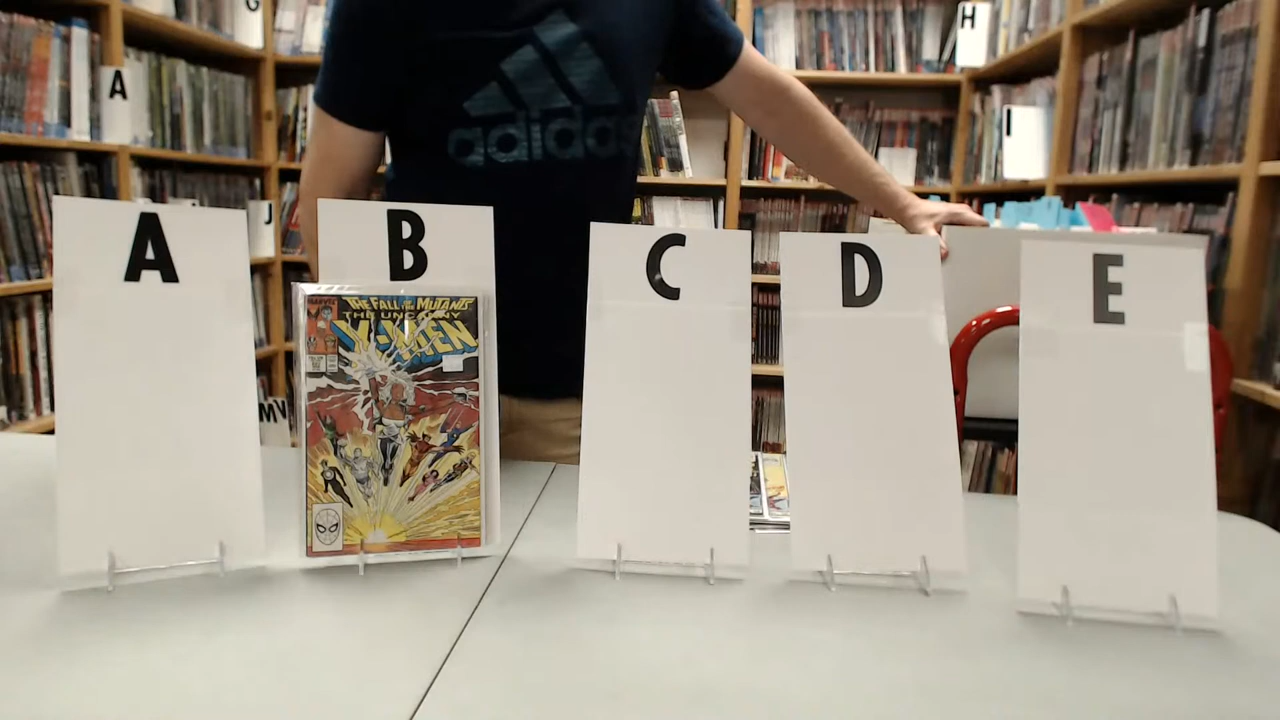 G
H
A
adidas
A
J
B
C
D
E
MARVEL
THE FALL OF THE MUTANTS
THE UNCANNY
X-MEN
MV